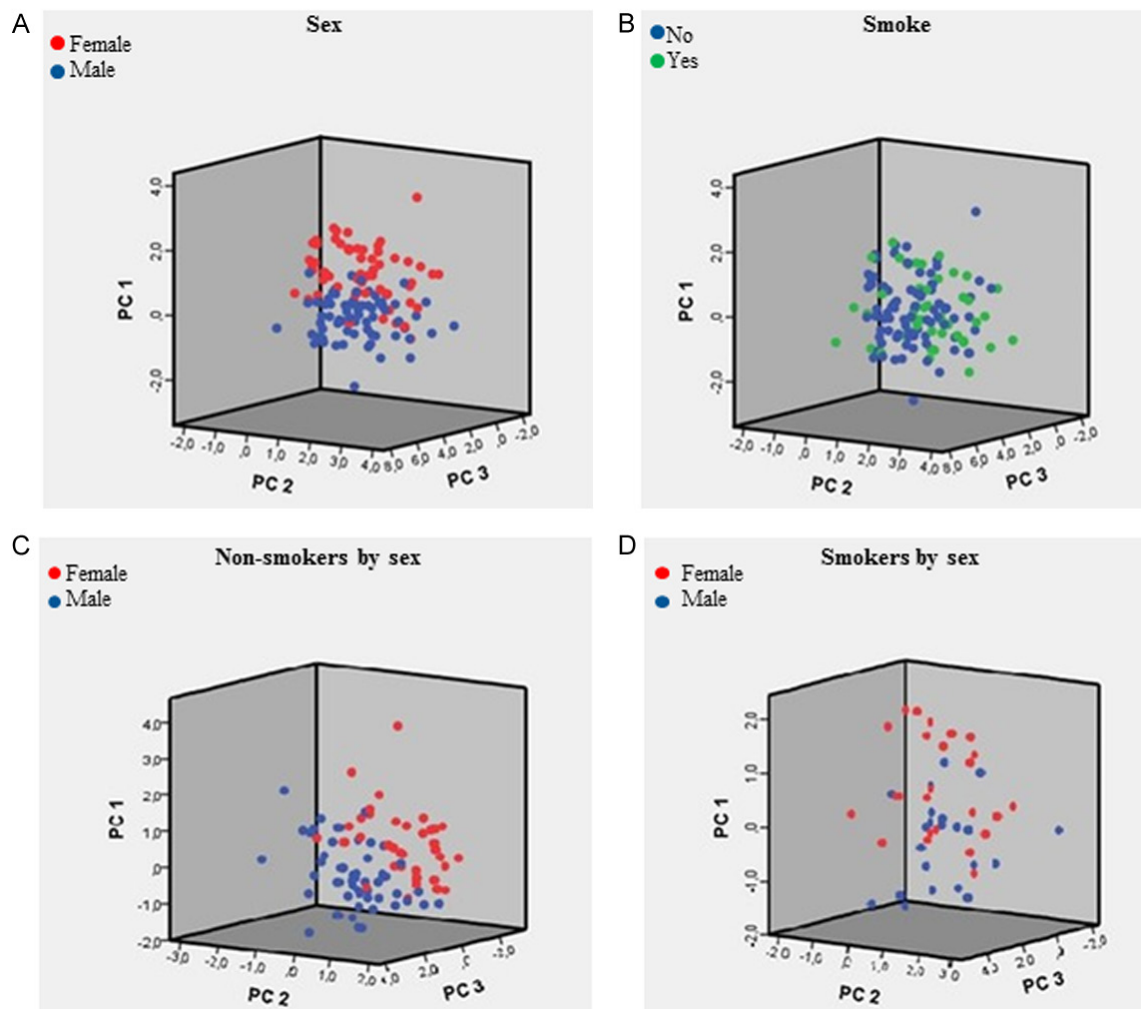 A
Sex
Female
Male
4,0
2,0
,0
-2,0
PC 1
-2,0 -1,0 ,0 1,0 2,0 3,0 4,0
PC 2
8,0 6,0 4,0 2,0 ,0 -2,0
PC 3
B
Smoke
No
Yes
4,0
2,0
,0
-2,0
PC 1
-2,0 -1,0 ,0 1,0 2,0 3,0 4,0
PC 2
8,0 6,0 4,0 2,0 ,0 -2,0
PC 3
C
Non-smokers by sex
Female
Male
4,0
3,0
2,0
1,0
,0
-1,0
-2,0
PC 1
-3,0 -2,0 -1,0 ,0 1,0 2,0
PC 2
4,0 2,0 ,0
PC 3
D
Smokers by sex
Female
Male
2,0
1,0
,0
-1,0
-2,0
PC 1
-2,0 -1,0 ,0 1,0 2,0 3,0
PC 2
2,0 -2,0
PC 3